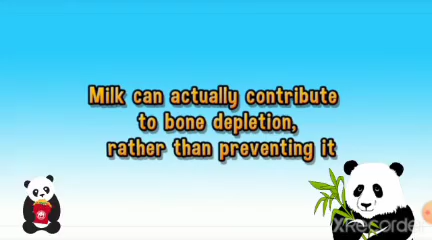 Milk can actually contribute
to bone depletion,
rather than preventing it
XRecorder